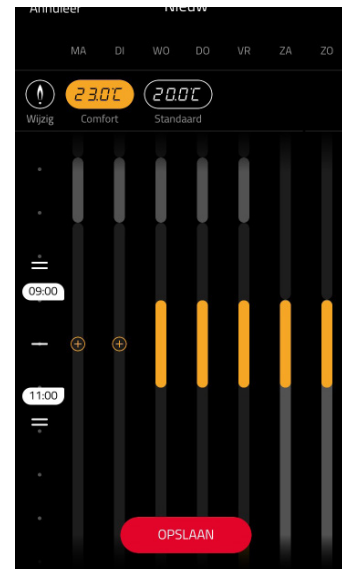 Annuleer Nieuw
MA DI WO DO VR ZA ZO
23.0°C 20.0°C
Wijzig Comfort Standaard
09:00
11:00
OPSLAAN